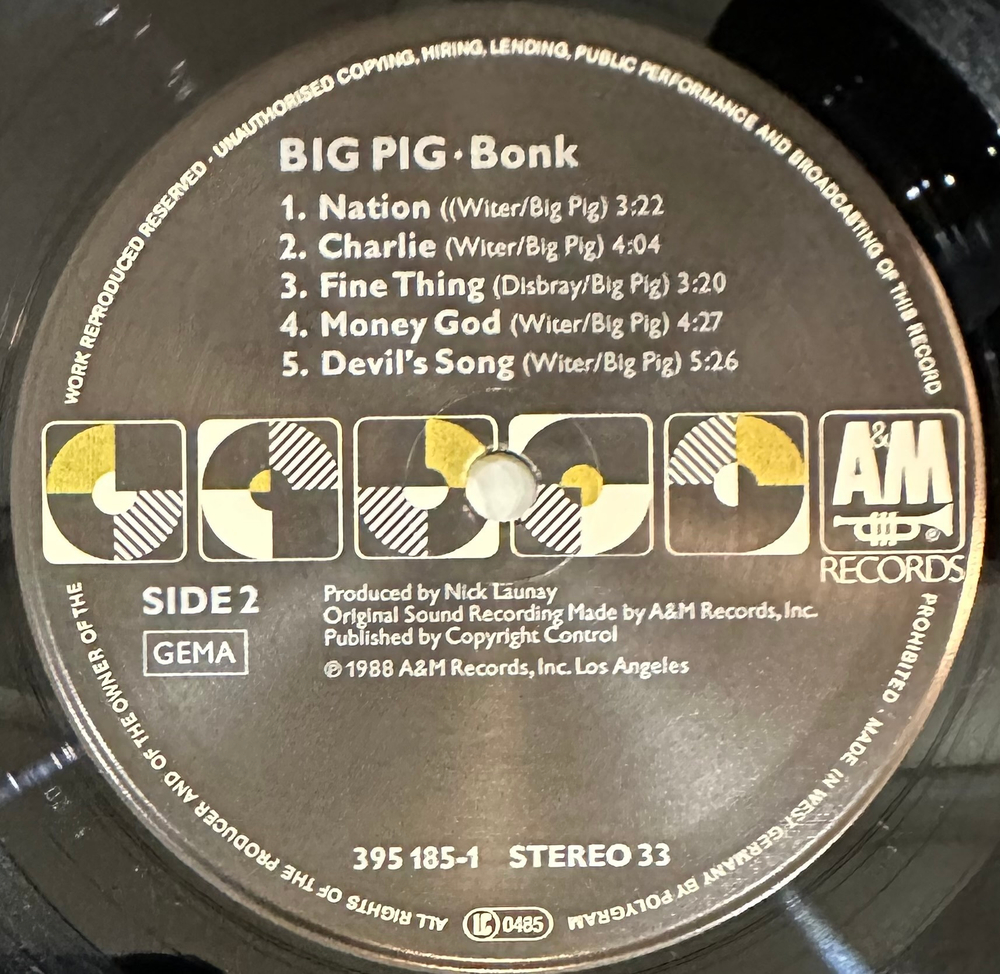 BIG PIG · Bonk
1. Nation ((Witer/Big Pig) 3:22
2. Charlie (Witer/Big Pig) 4:04
3. Fine Thing (Disbray/Big Pig) 3:20
4. Money God (Witer/Big Pig) 4:27
5. Devil's Song (Witer/Big Pig) 5:26
A&M
RECORDS
SIDE 2
GEMA
Produced by Nick Launay
Original Sound Recording Made by A&M Records, Inc.
Published by Copyright Control
℗ 1988 A&M Records, Inc. Los Angeles
395 185-1 STEREO 33
ALL RIGHTS OF THE PRODUCER AND OF THE OWNER OF THE WORK REPRODUCED RESERVED · UNAUTHORISED COPYING, HIRING, LENDING, PUBLIC PERFORMANCE AND BROADCASTING OF THIS RECORD PROHIBITED · MADE IN WEST GERMANY BY POLYGRAM
LC 0485